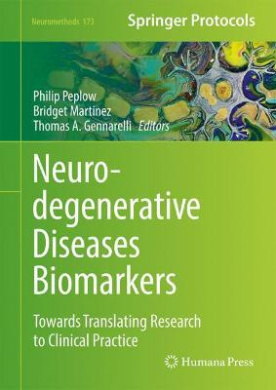 Neuromethods 173
Springer Protocols
Philip Peplow
Bridget Martinez
Thomas A. Gennarelli Editors
Neuro-
degenerative
Diseases
Biomarkers
Towards Translating Research
to Clinical Practice
Humana Press